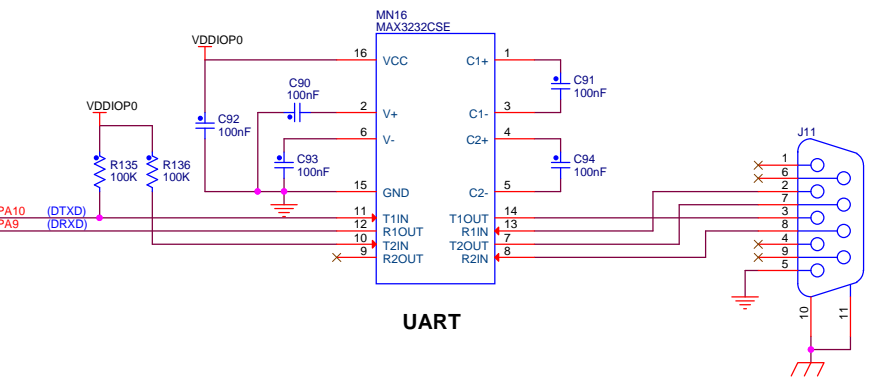 MN16
MAX3232CSE
VDDIOP0
16 VCC C1+ 1
C90
100nF
C91
100nF
VDDIOP0
2 V+ C1- 3
C92
100nF
6 V- C2+ 4
J11
R135
100K
R136
100K
C93
100nF
C94
100nF
15 GND C2- 5
PA10 (DTXD) 11 T1IN T1OUT 14
PA9 (DRXD) 12 R1OUT R1IN 13
10 T2IN T2OUT 7
9 R2OUT R2IN 8
1
6
2
7
3
8
4
9
5
UART
10
11